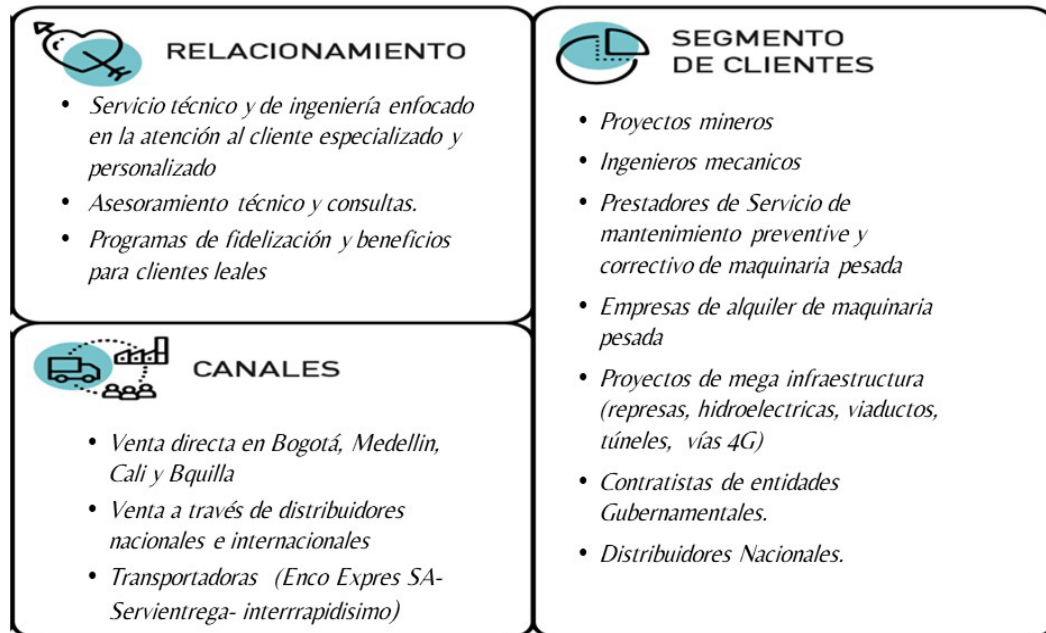 RELACIONAMIENTO
• Servicio técnico y de ingeniería enfocado
en la atención al cliente especializado y
personalizado
• Asesoramiento técnico y consultas.
• Programas de fidelización y beneficios
para clientes leales
CANALES
• Venta directa en Bogotá, Medellin,
Cali y Bquilla
• Venta a través de distribuidores
nacionales e internacionales
• Transportadoras (Enco Expres SA-
Servientrega- interrrapidisimo)
SEGMENTO
DE CLIENTES
• Proyectos mineros
• Ingenieros mecanicos
• Prestadores de Servicio de
mantenimiento preventive y
correctivo de maquinaria pesada
• Empresas de alquiler de maquinaria
pesada
• Proyectos de mega infraestructura
(represas, hidroelectricas, viaductos,
túneles, vías 4G)
• Contratistas de entidades
Gubernamentales.
• Distribuidores Nacionales.